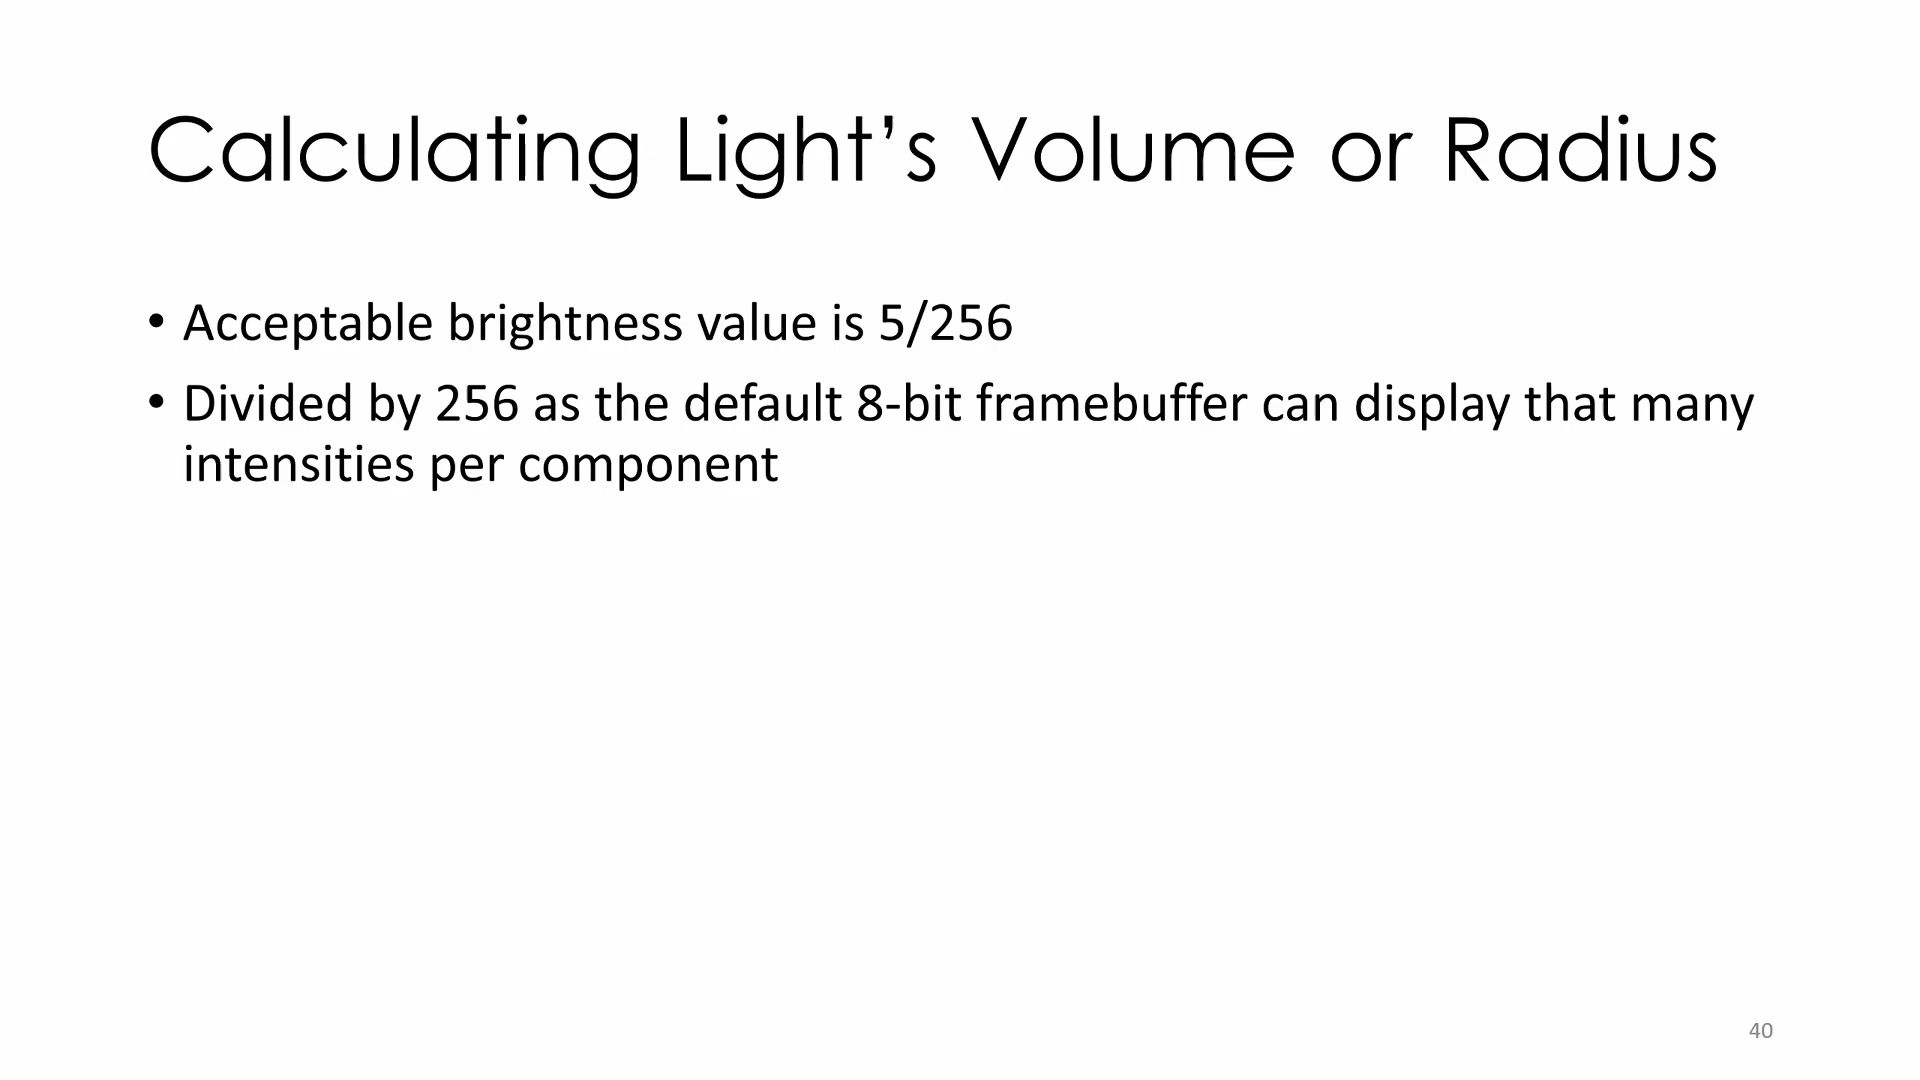 Calculating Light’s Volume or Radius
• Acceptable brightness value is 5/256
• Divided by 256 as the default 8-bit framebuffer can display that many
intensities per component
40